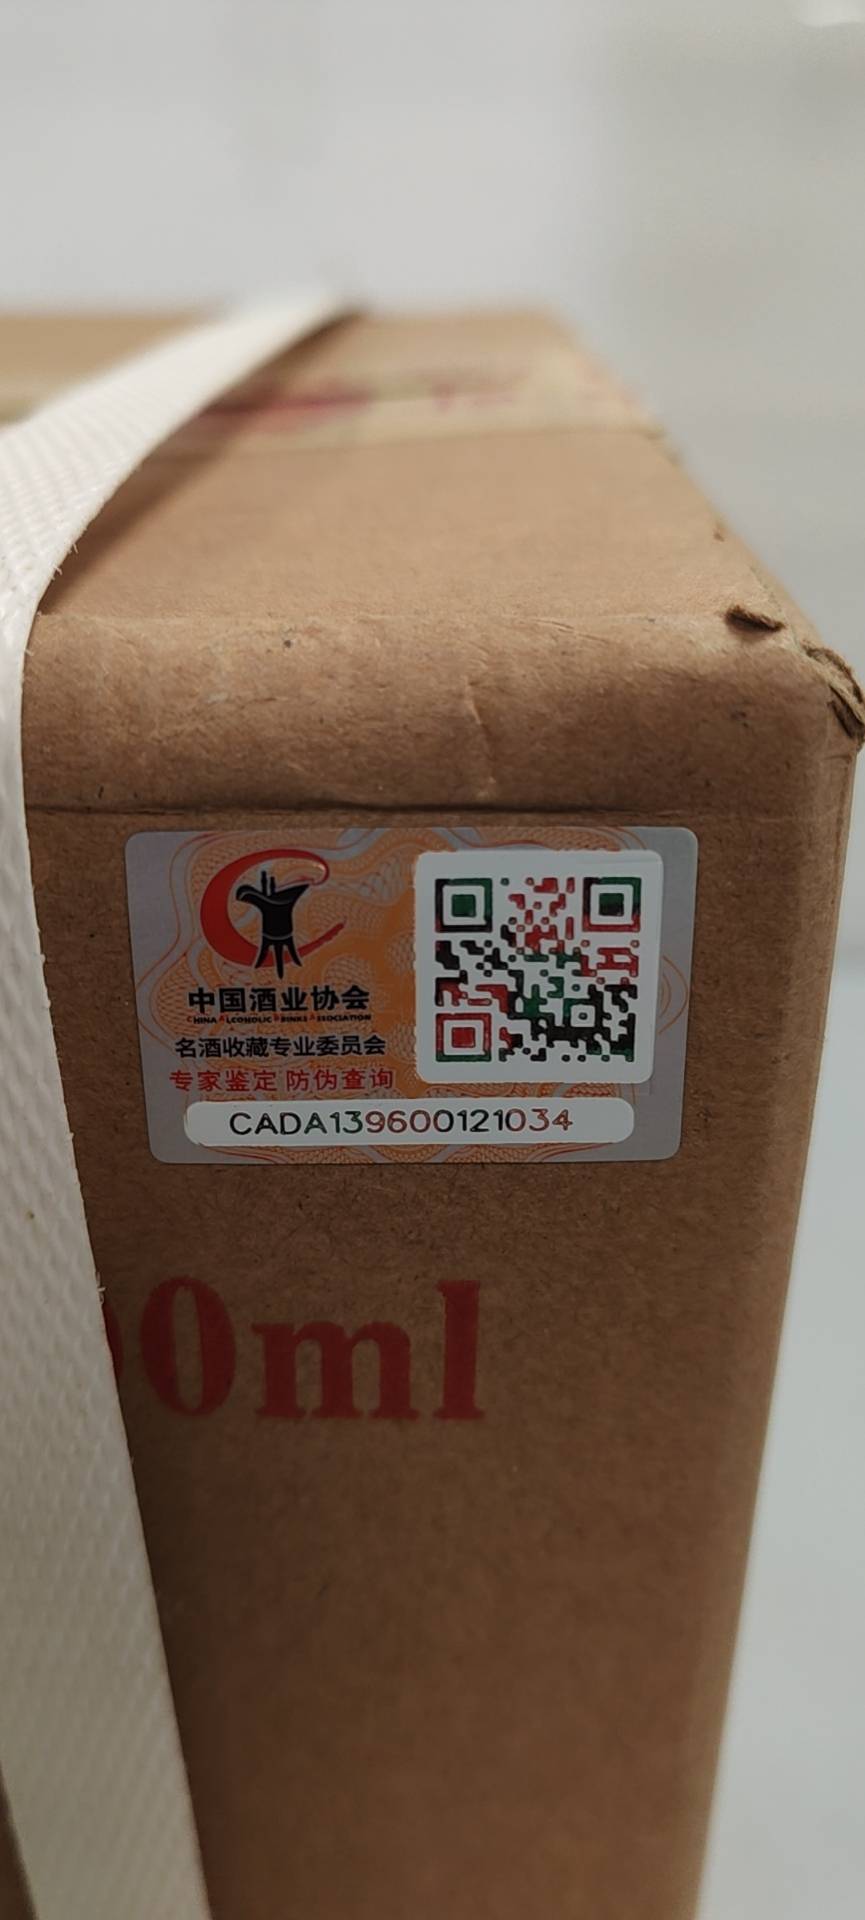 中国酒业协会
CHINA ALCOHOLIC DRINKS ASSOCIATION
名酒收藏专业委员会
专家鉴定 防伪查询
CADA139600121034
0ml